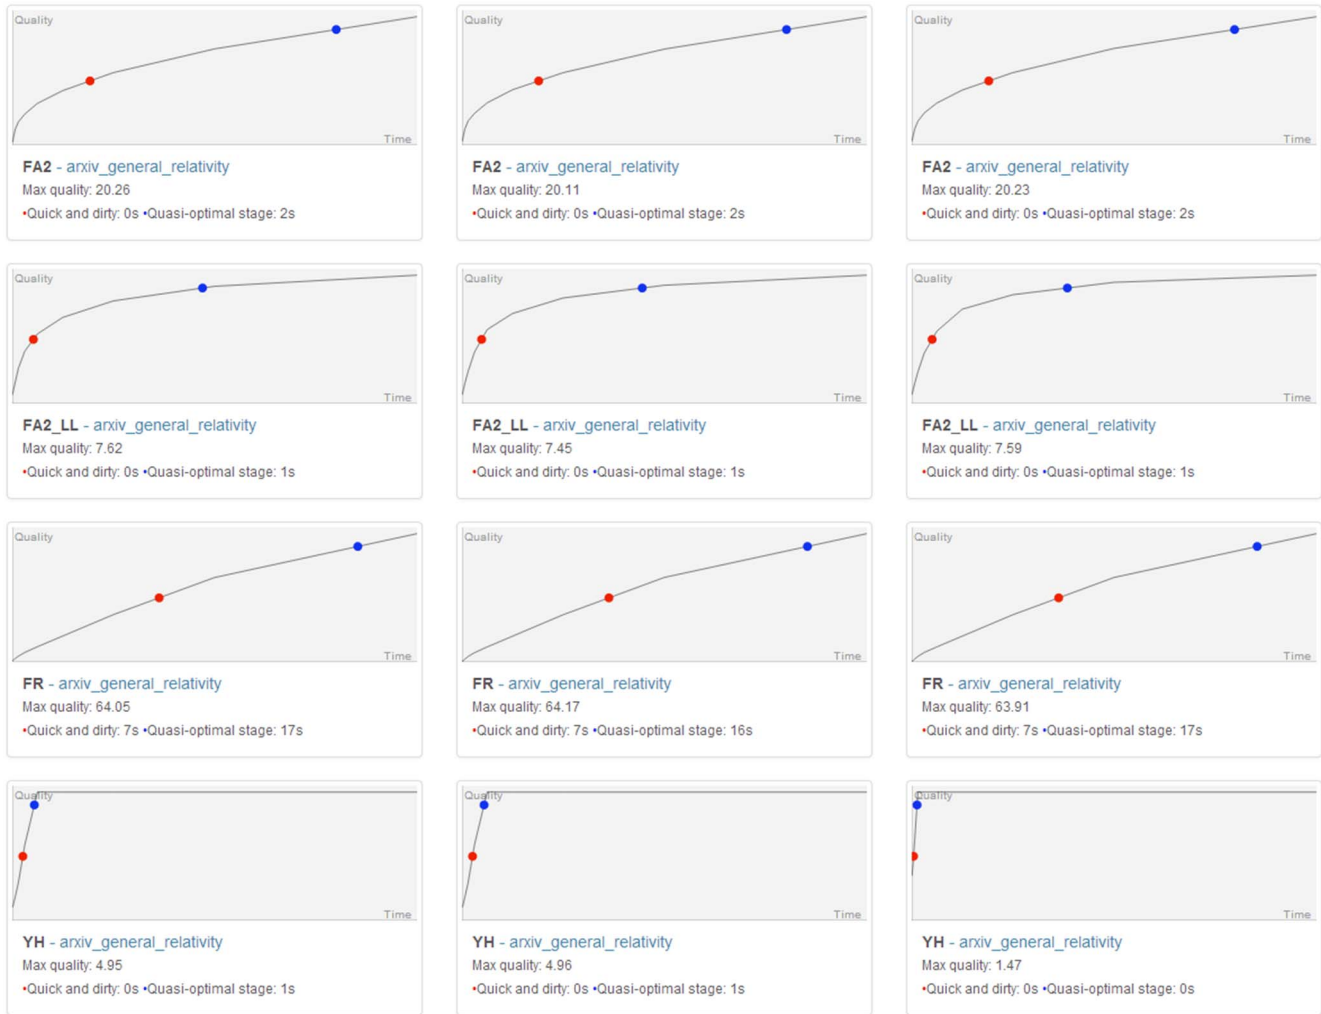 Quality
Time
FA2 - arxiv_general_relativity
Max quality: 20.26
•Quick and dirty: 0s •Quasi-optimal stage: 2s
Quality
Time
FA2 - arxiv_general_relativity
Max quality: 20.11
•Quick and dirty: 0s •Quasi-optimal stage: 2s
Quality
Time
FA2 - arxiv_general_relativity
Max quality: 20.23
•Quick and dirty: 0s •Quasi-optimal stage: 2s
Quality
Time
FA2_LL - arxiv_general_relativity
Max quality: 7.62
•Quick and dirty: 0s •Quasi-optimal stage: 1s
Quality
Time
FA2_LL - arxiv_general_relativity
Max quality: 7.45
•Quick and dirty: 0s •Quasi-optimal stage: 1s
Quality
Time
FA2_LL - arxiv_general_relativity
Max quality: 7.59
•Quick and dirty: 0s •Quasi-optimal stage: 1s
Quality
Time
FR - arxiv_general_relativity
Max quality: 64.05
•Quick and dirty: 7s •Quasi-optimal stage: 17s
Quality
Time
FR - arxiv_general_relativity
Max quality: 64.17
•Quick and dirty: 7s •Quasi-optimal stage: 16s
Quality
Time
FR - arxiv_general_relativity
Max quality: 63.91
•Quick and dirty: 7s •Quasi-optimal stage: 17s
Quality
Time
YH - arxiv_general_relativity
Max quality: 4.95
•Quick and dirty: 0s •Quasi-optimal stage: 1s
Quality
Time
YH - arxiv_general_relativity
Max quality: 4.96
•Quick and dirty: 0s •Quasi-optimal stage: 1s
Quality
Time
YH - arxiv_general_relativity
Max quality: 1.47
•Quick and dirty: 0s •Quasi-optimal stage: 0s